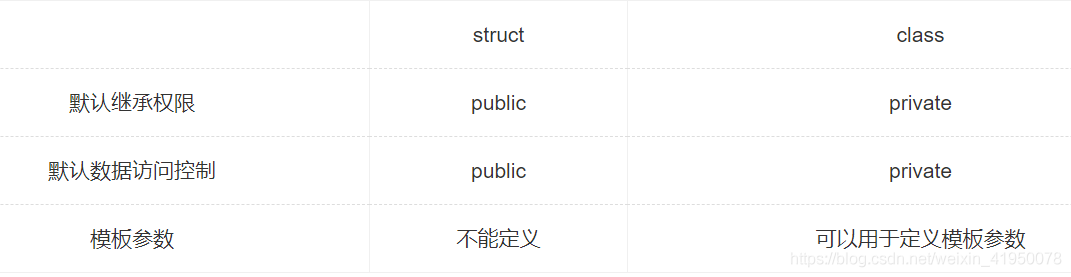 struct class
默认继承权限 public private
默认数据访问控制 public private
模板参数 不能定义 可以用于定义模板参数
https://blog.csdn.net/weixin_41950078